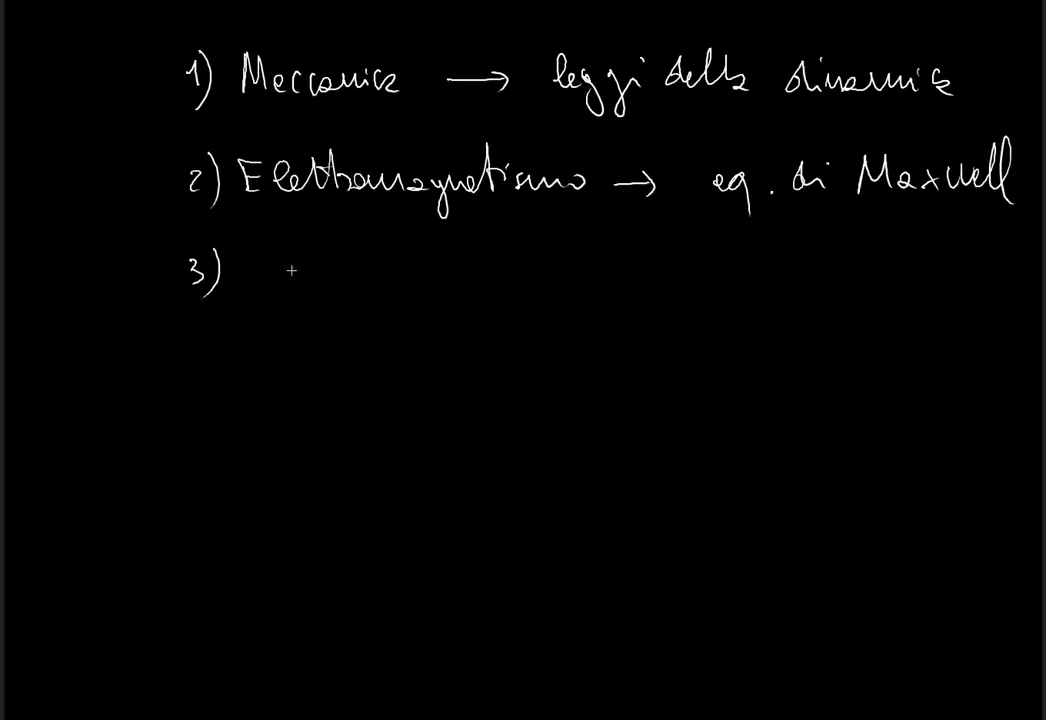 1) Meccanica → leggi della dinamica
2) Elettromagnetismo → eq. di Maxwell
3)